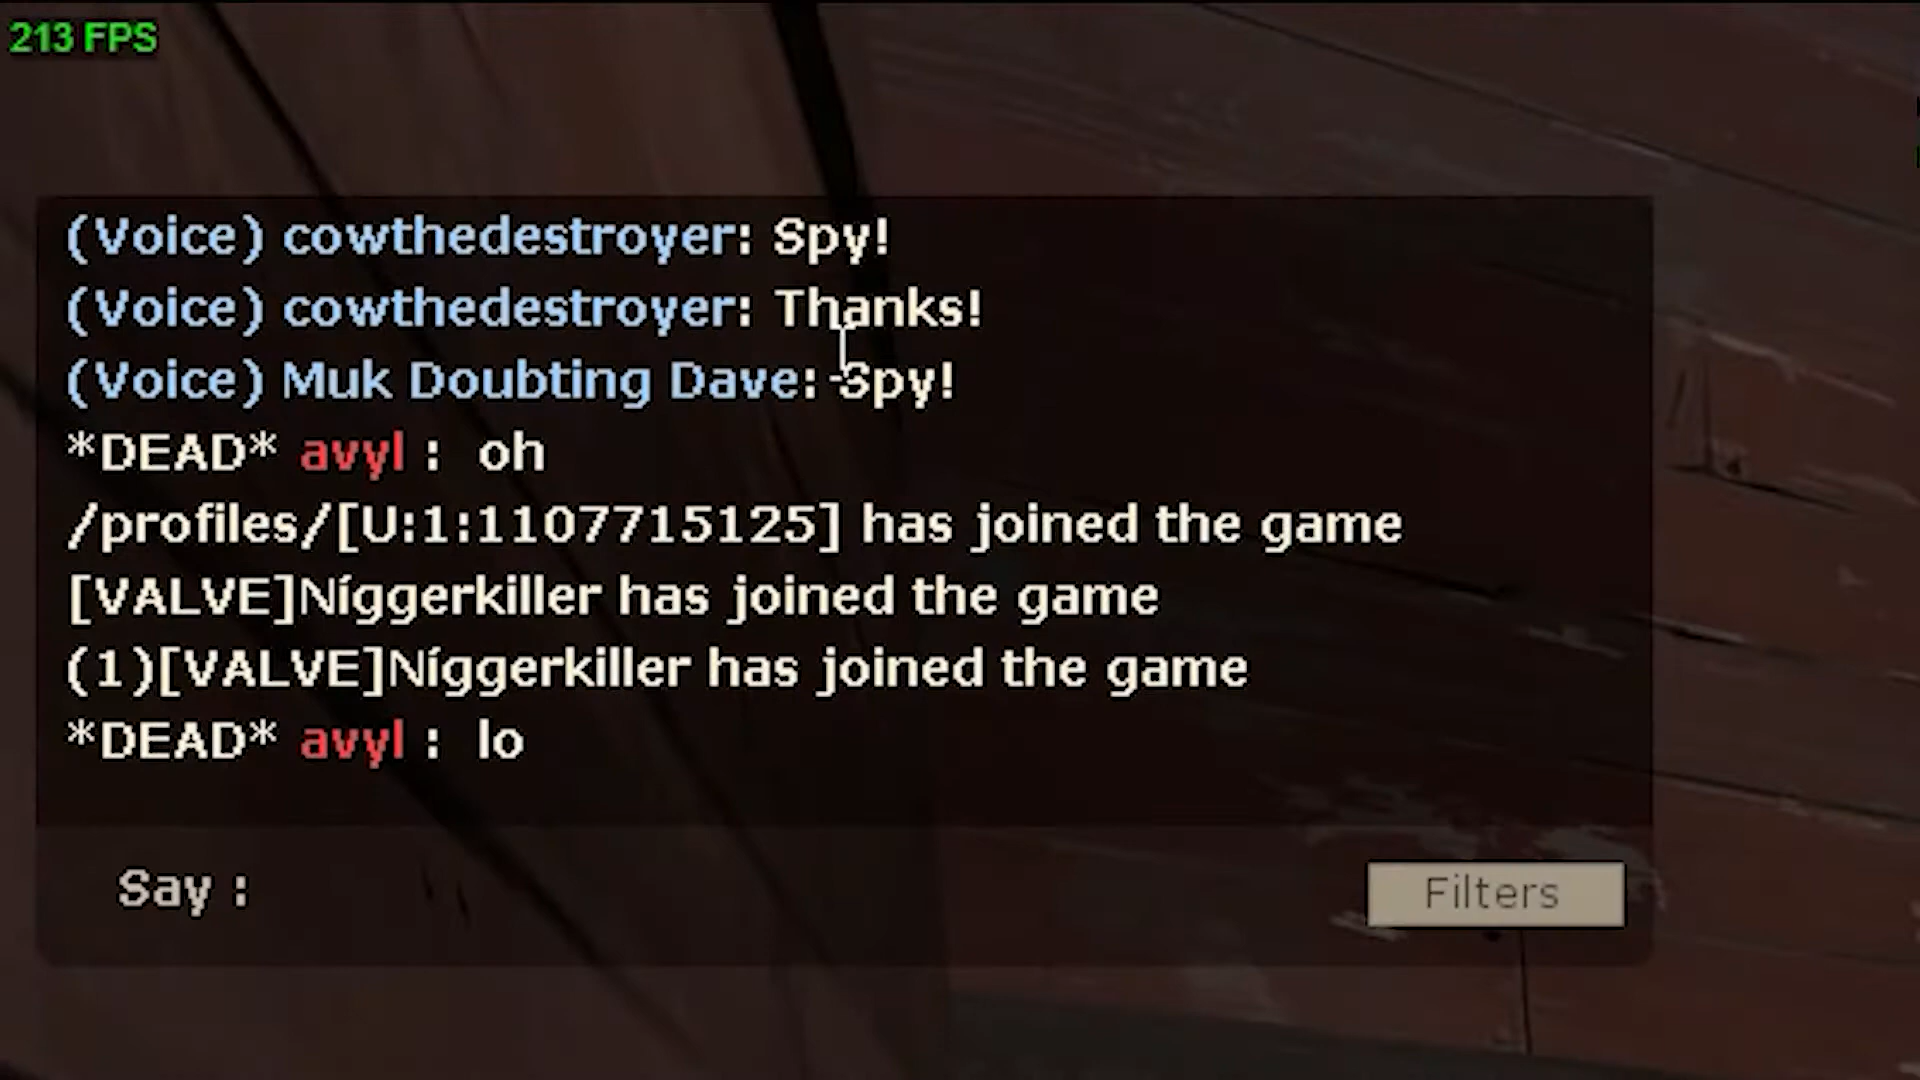 213 FPS
(Voice) cowthedestroyer: Spy!
(Voice) cowthedestroyer: Thanks!
(Voice) Muk Doubting Dave: Spy!
*DEAD* avyl :  oh
/profiles/[U:1:1107715125] has joined the game
[VALVE]Níggerkiller has joined the game
(1)[VALVE]Níggerkiller has joined the game
*DEAD* avyl :  lo
Say :
Filters